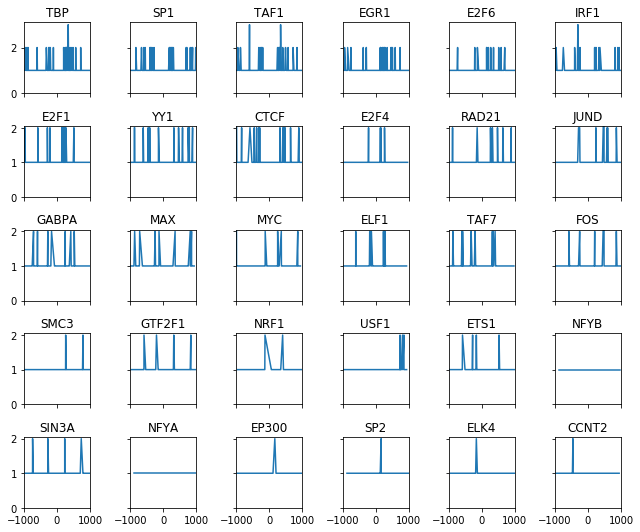 TBP SP1 TAF1 EGR1 E2F6 IRF1
2
0
E2F1 YY1 CTCF E2F4 RAD21 JUND
2
1
0
GABPA MAX MYC ELF1 TAF7 FOS
2
1
0
SMC3 GTF2F1 NRF1 USF1 ETS1 NFYB
2
1
0
SIN3A NFYA EP300 SP2 ELK4 CCNT2
2
1
0
−1000 0 1000 −1000 0 1000 −1000 0 1000 −1000 0 1000 −1000 0 1000 −1000 0 1000